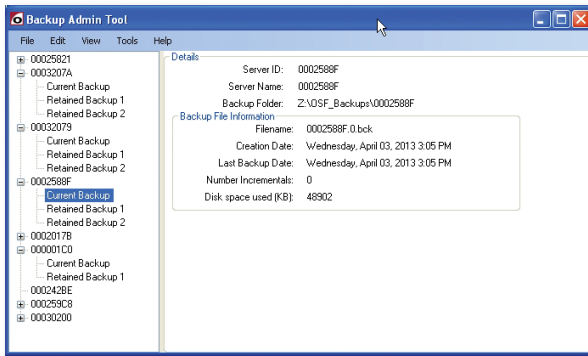 Backup Admin Tool
File Edit View Tools Help
00025821
0003207A
Current Backup
Retained Backup 1
Retained Backup 2
00032079
Current Backup
Retained Backup 1
Retained Backup 2
0002588F
Current Backup
Retained Backup 1
Retained Backup 2
0002017B
000001C0
Current Backup
Retained Backup 1
000242BE
000259C8
00030200
Details
Server ID: 0002588F
Server Name: 0002588F
Backup Folder: Z:\OSF_Backups\0002588F
Backup File Information
Filename: 0002588F.0.bck
Creation Date: Wednesday, April 03, 2013 3:05 PM
Last Backup Date: Wednesday, April 03, 2013 3:05 PM
Number Incrementals: 0
Disk space used (KB): 48902